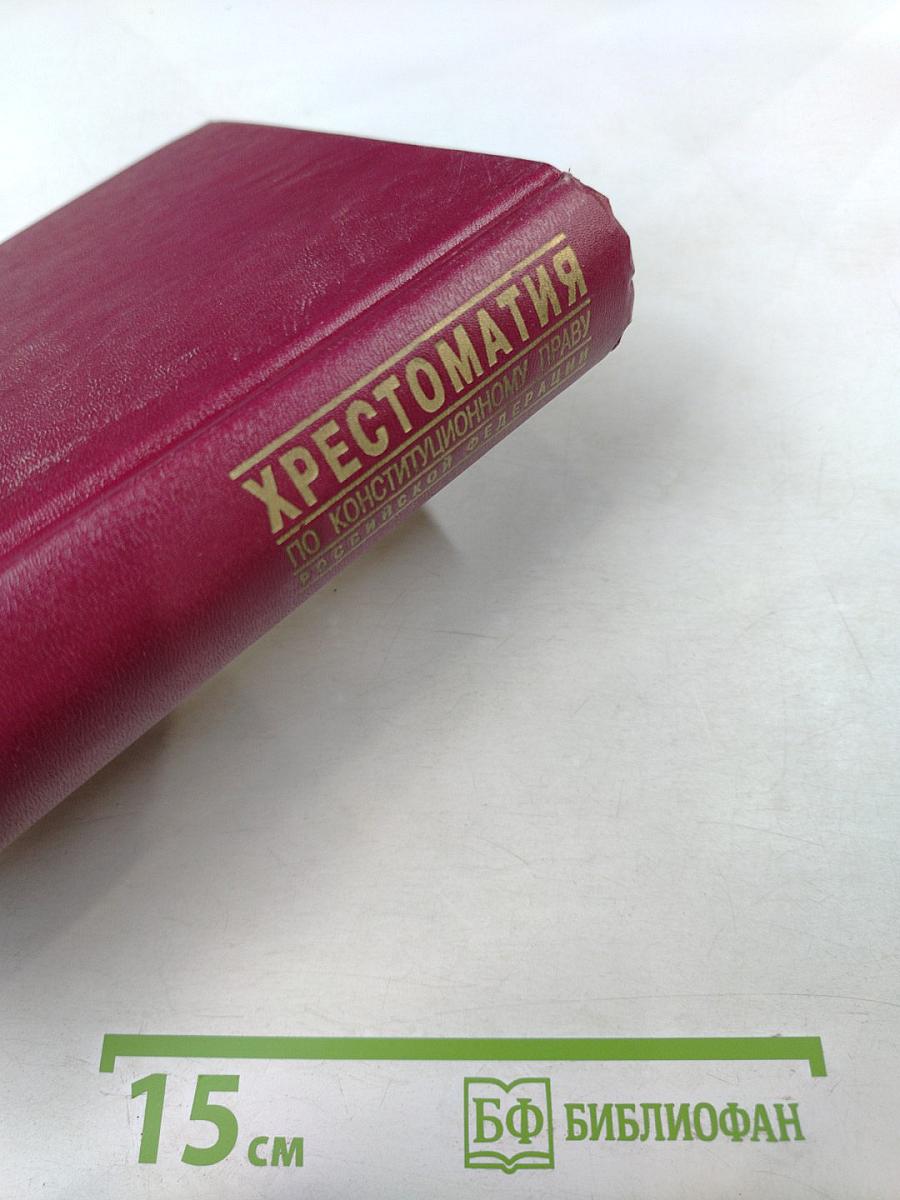 ХРЕСТОМАТИЯ
ПО КОНСТИТУЦИОННОМУ ПРАВУ
РОССИЙСКОЙ ФЕДЕРАЦИИ
15 см
БФ БИБЛИОФАН